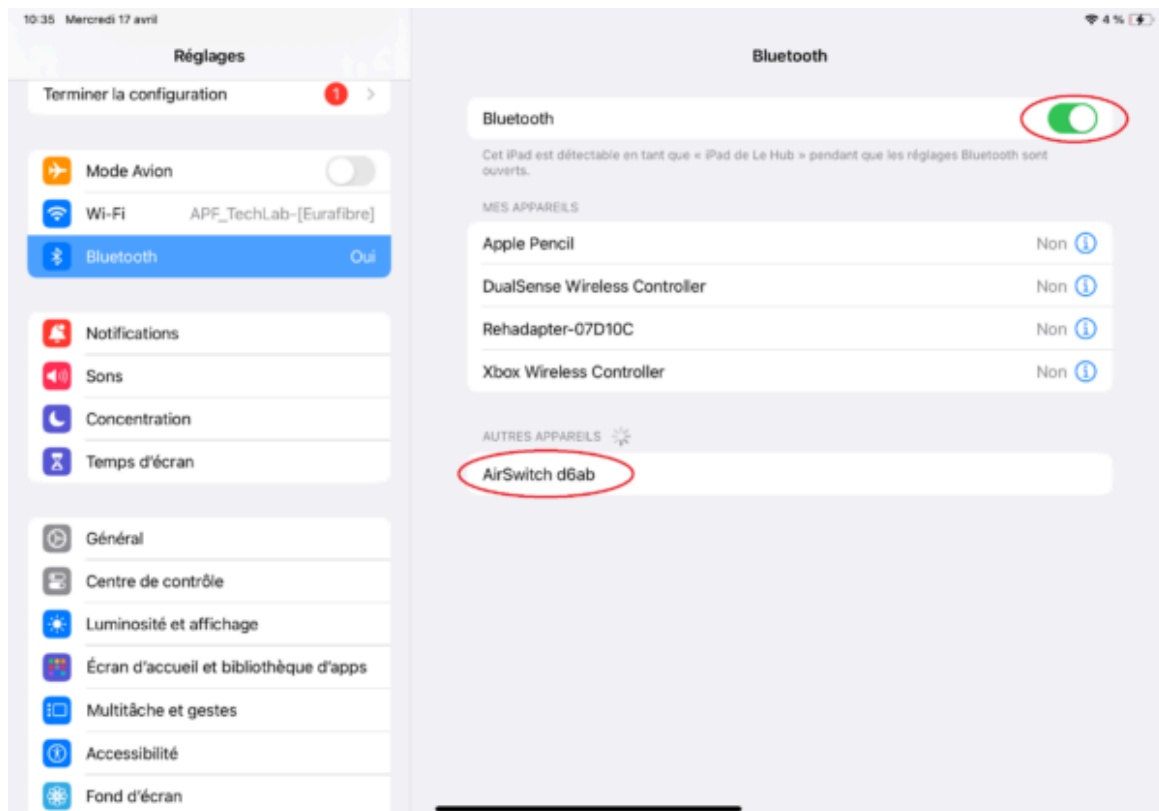 10:35 Mercredi 17 avril
4 %
Réglages
Terminer la configuration
1
Mode Avion
Wi-Fi
APF_TechLab-[Eurafibre]
Bluetooth
Oui
Notifications
Sons
Concentration
Temps d'écran
Général
Centre de contrôle
Luminosité et affichage
Écran d'accueil et bibliothèque d'apps
Multitâche et gestes
Accessibilité
Fond d'écran
Bluetooth
Bluetooth
Cet iPad est détectable en tant que « iPad de Le Hub » pendant que les réglages Bluetooth sont
ouverts.
MES APPAREILS
Apple Pencil
Non
DualSense Wireless Controller
Non
Rehadapter-07D10C
Non
Xbox Wireless Controller
Non
AUTRES APPAREILS
AirSwitch d6ab